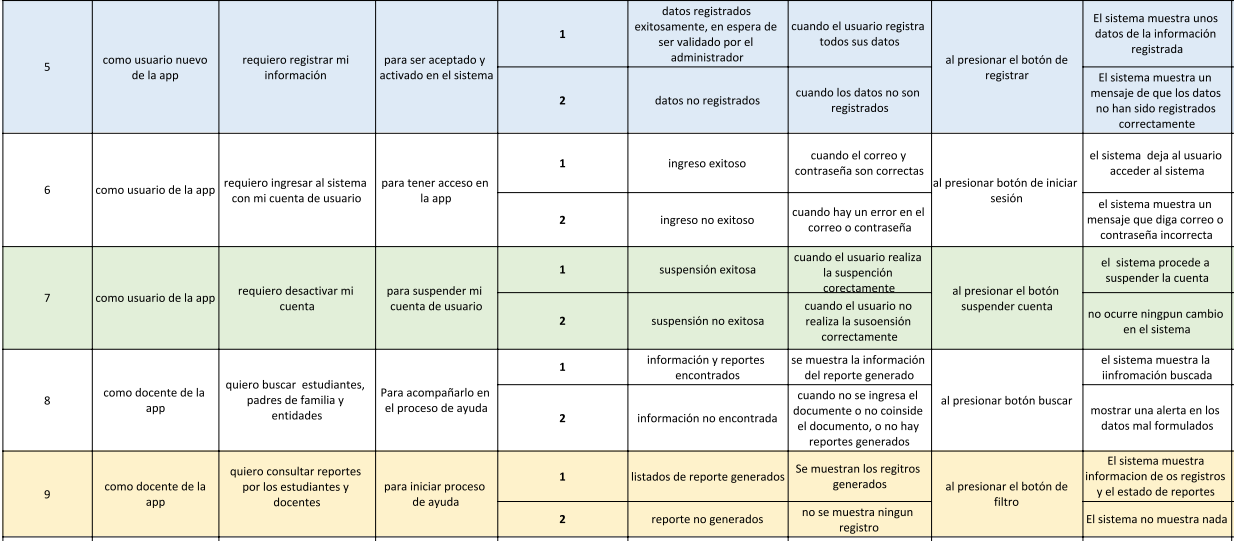 5
como usuario nuevo
de la app
requiero registrar mi
información
para ser aceptado y
activado en el sistema
1
datos registrados
exitosamente, en espera de
ser validado por el
administrador
cuando el usuario registra
todos sus datos
al presionar el botón de
registrar
El sistema muestra unos
datos de la información
registrada
2
datos no registrados
cuando los datos no son
registrados
El sistema muestra un
mensaje de que los datos
no han sido registrados
correctamente
6
como usuario de la app
requiero ingresar al sistema
con mi cuenta de usuario
para tener acceso en
la app
1
ingreso exitoso
cuando el correo y
contraseña son correctas
al presionar botón de iniciar
sesión
el sistema  deja al usuario
acceder al sistema
2
ingreso no exitoso
cuando hay un error en el
correo o contraseña
el sistema muestra un
mensaje que diga correo o
contraseña incorrecta
7
como usuario de la app
requiero desactivar mi
cuenta
para suspender mi
cuenta de usuario
1
suspensión exitosa
cuando el usuario realiza
la suspención
corectamente
al presionar el botón
suspender cuenta
el  sistema procede a
suspender la cuenta
2
suspensión no exitosa
cuando el usuario no
realiza la susoensión
correctamente
no ocurre ningpun cambio
en el sistema
8
como docente de la
app
quiero buscar  estudiantes,
padres de familia y
entidades
Para acompañarlo en
el proceso de ayuda
1
información y reportes
encontrados
se muestra la información
del reporte generado
al presionar botón buscar
el sistema muestra la
iinfromación buscada
2
información no encontrada
cuando no se ingresa el
documente o no coinside
el documento, o no hay
reportes generados
mostrar una alerta en los
datos mal formulados
9
como docente de la
app
quiero consultar reportes
por los estudiantes y
docentes
para iniciar proceso
de ayuda
1
listados de reporte generados
Se muestran los regitros
generados
al presionar el botón de
filtro
El sistema muestra
informacion de os registros
y el estado de reportes
2
reporte no generados
no se muestra ningun
registro
El sistema no muestra nada